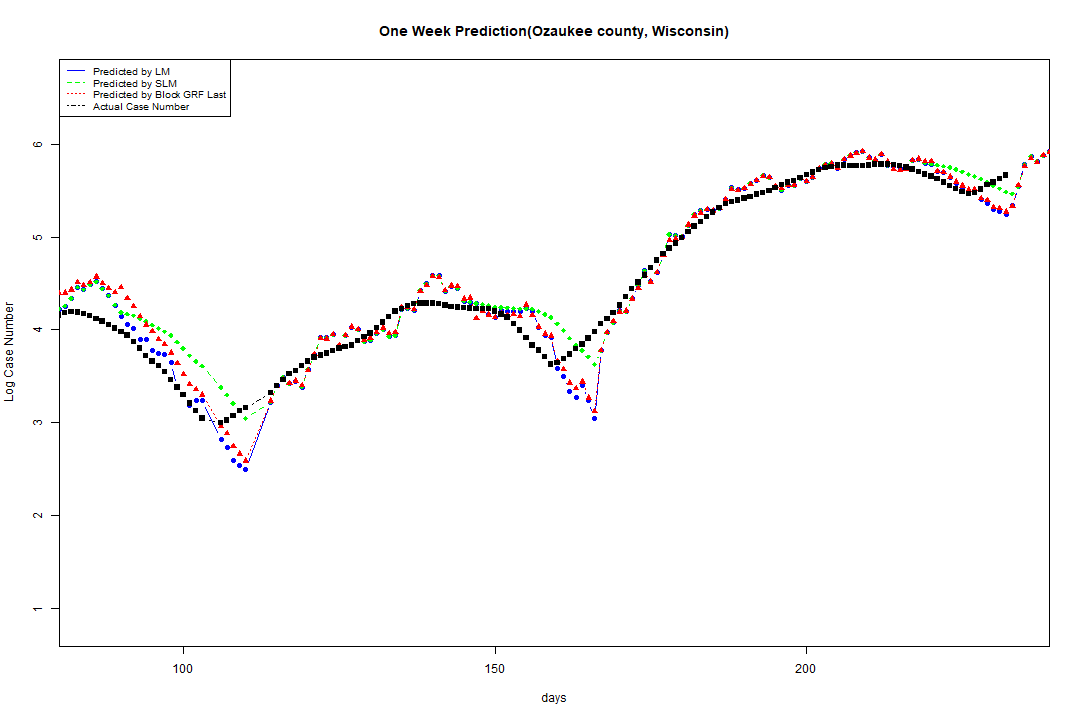 One Week Prediction(Ozaukee county, Wisconsin)
Predicted by LM
Predicted by SLM
Predicted by Block GRF Last
Actual Case Number
6
5
4
3
2
1
Log Case Number
100 150 200
days